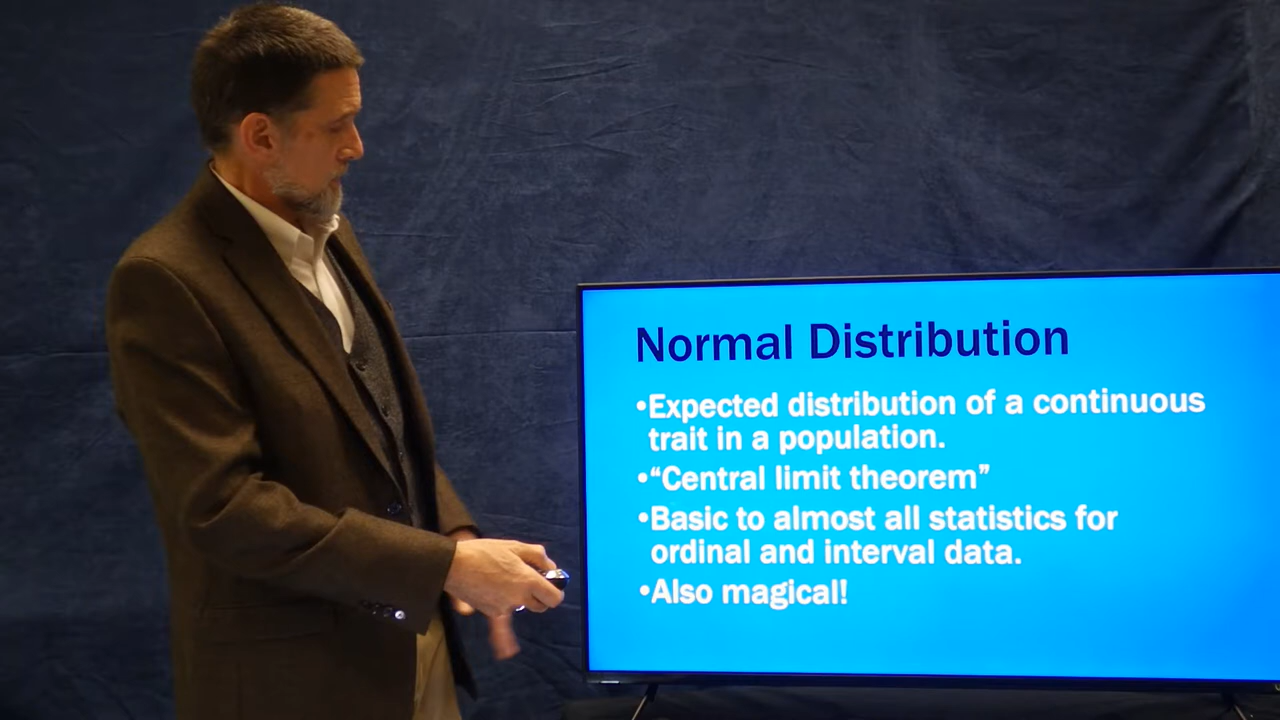 Normal Distribution
•Expected distribution of a continuous
trait in a population.
•“Central limit theorem”
•Basic to almost all statistics for
ordinal and interval data.
•Also magical!